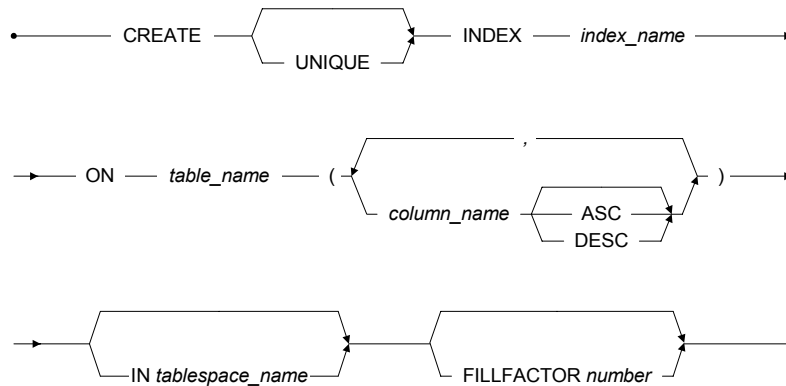 CREATE UNIQUE INDEX index_name
ON table_name ( column_name , ASC DESC )
IN tablespace_name FILLFACTOR number